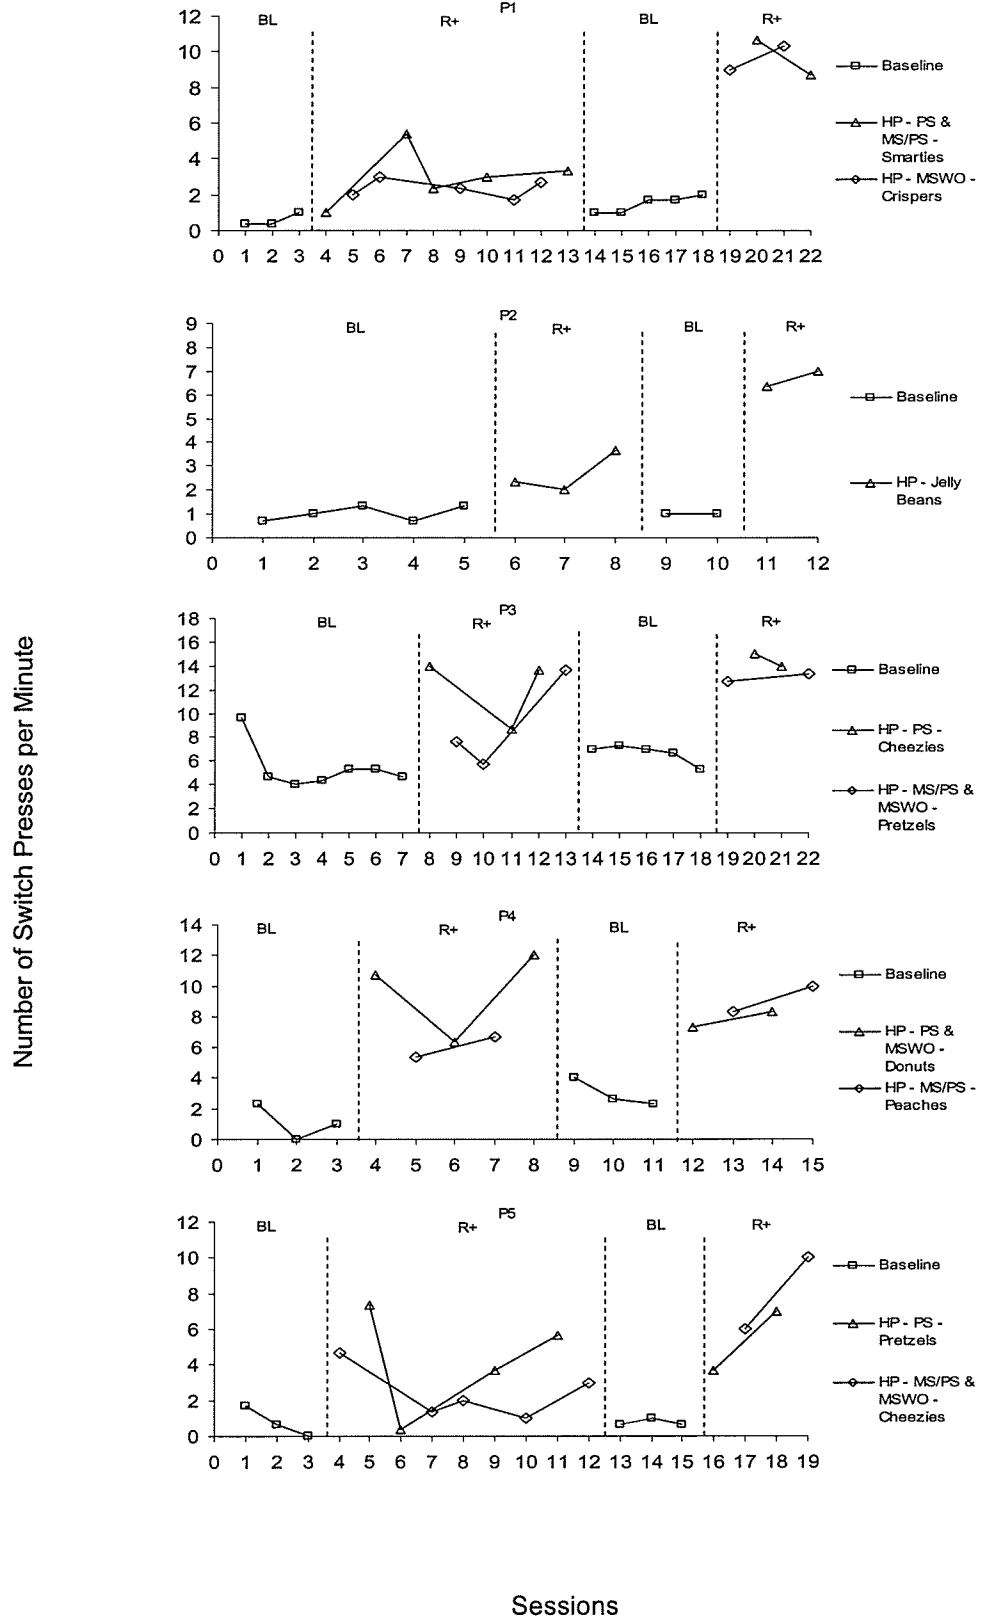 Number of Switch Presses per Minute
P1
BL R+ BL R+
12
10
8
6
4
2
0
0 1 2 3 4 5 6 7 8 9 10 11 12 13 14 15 16 17 18 19 20 21 22
Baseline
HP - PS &
MS/PS -
Smarties
HP - MSWO -
Crispers
P2
BL R+ BL R+
9
8
7
6
5
4
3
2
1
0
0 1 2 3 4 5 6 7 8 9 10 11 12
Baseline
HP - Jelly
Beans
P3
BL R+ BL R+
18
16
14
12
10
8
6
4
2
0
0 1 2 3 4 5 6 7 8 9 10 11 12 13 14 15 16 17 18 19 20 21 22
Baseline
HP - PS -
Cheezies
HP - MS/PS &
MSWO -
Pretzels
P4
BL R+ BL R+
14
12
10
8
6
4
2
0
0 1 2 3 4 5 6 7 8 9 10 11 12 13 14 15
Baseline
HP - PS &
MSWO -
Donuts
HP - MS/PS -
Peaches
P5
BL R+ BL R+
12
10
8
6
4
2
0
0 1 2 3 4 5 6 7 8 9 10 11 12 13 14 15 16 17 18 19
Baseline
HP - PS -
Pretzels
HP - MS/PS &
MSWO -
Cheezies
Sessions